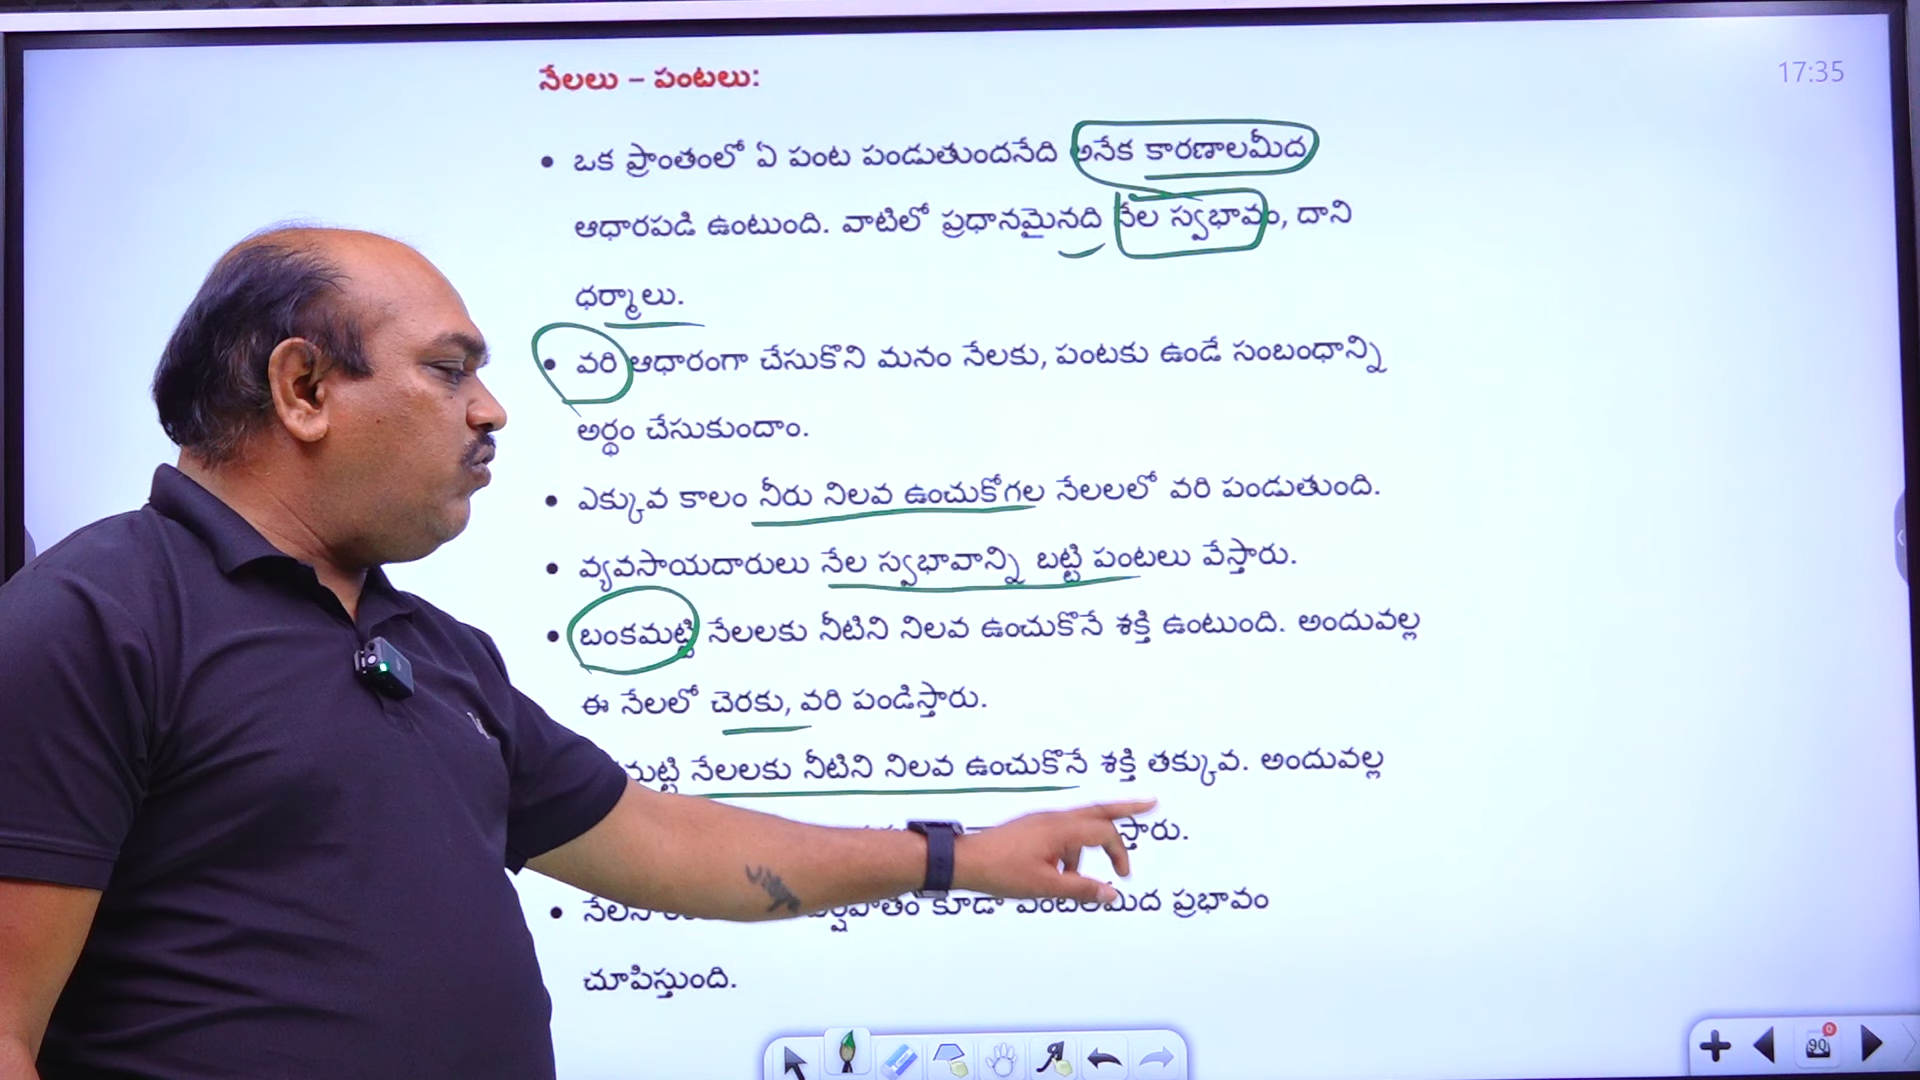 17:35
నేలలు – పంటలు:
• ఒక ప్రాంతంలో ఏ పంట పండుతుందనేది అనేక కారణాలమీద
ఆధారపడి ఉంటుంది. వాటిలో ప్రధానమైనది నేల స్వభావం, దాని
ధర్మాలు.
• వరి ఆధారంగా చేసుకొని మనం నేలకు, పంటకు ఉండే సంబంధాన్ని
అర్థం చేసుకుందాం.
• ఎక్కువ కాలం నీరు నిలవ ఉంచుకోగల నేలలలో వరి పండుతుంది.
• వ్యవసాయదారులు నేల స్వభావాన్ని బట్టి పంటలు వేస్తారు.
• బంకమట్టి నేలలకు నీటిని నిలవ ఉంచుకొనే శక్తి ఉంటుంది. అందువల్ల
ఈ నేలలో చెరకు, వరి పండిస్తారు.
నేలలకు నీటిని నిలవ ఉంచుకొనే శక్తి తక్కువ. అందువల్ల
• కూడా పంటలమీద ప్రభావం
చూపిస్తుంది.
90